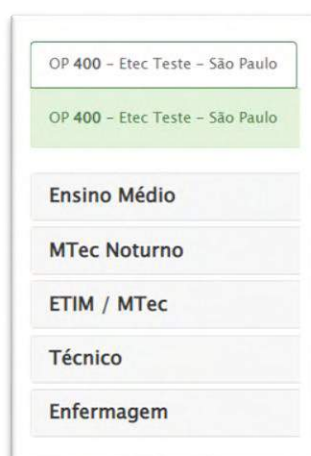 OP 400 – Etec Teste – São Paulo
OP 400 – Etec Teste – São Paulo
Ensino Médio
MTec Noturno
ETIM / MTec
Técnico
Enfermagem